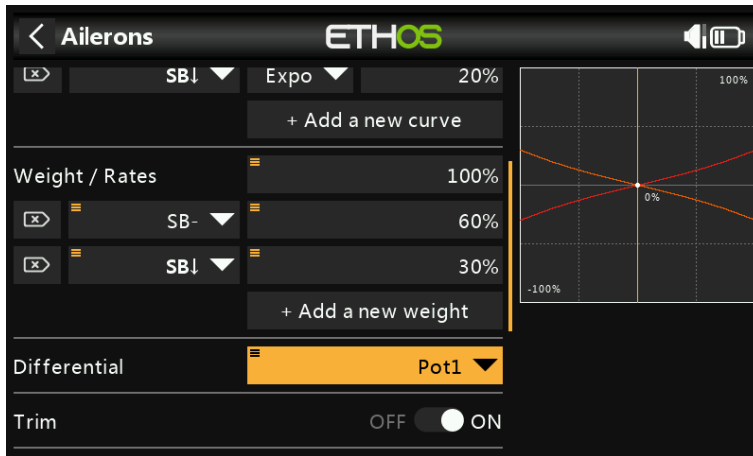 Ailerons
ETHOS
SB↓ Expo 20%
+ Add a new curve
Weight / Rates 100%
SB- 60%
SB↓ 30%
+ Add a new weight
Differential Pot1
Trim OFF ON
100%
0%
-100%